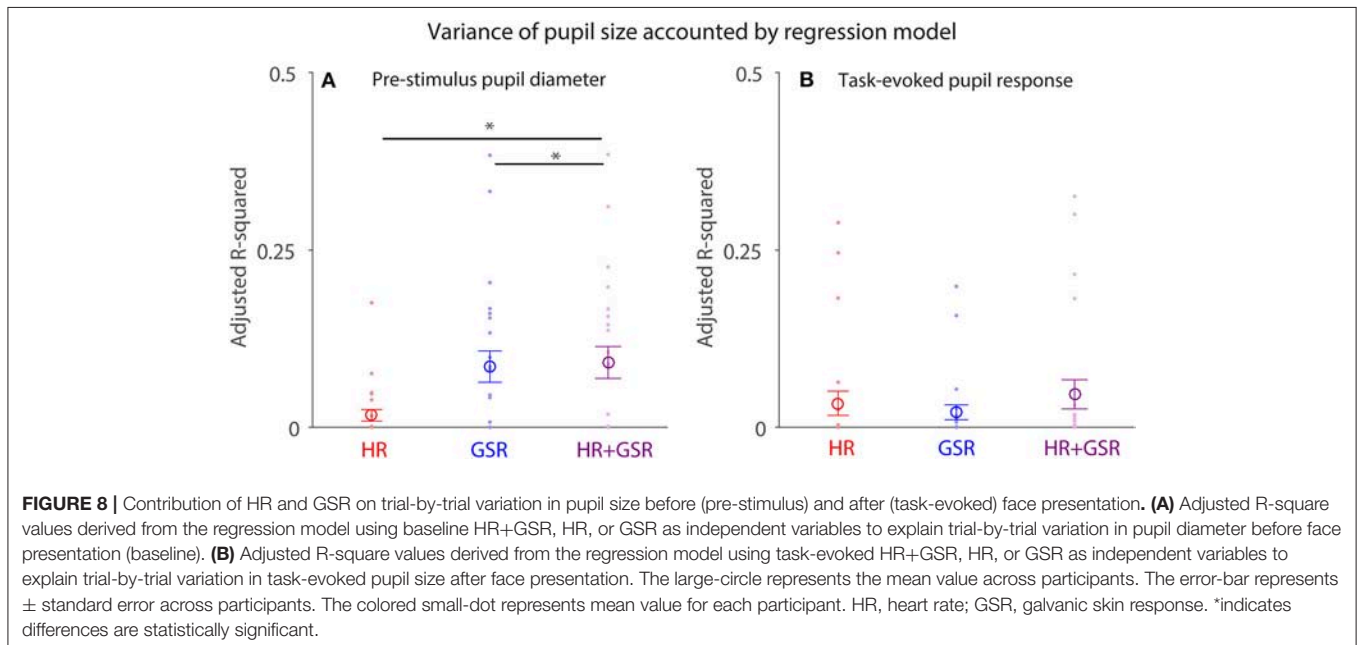 Variance of pupil size accounted by regression model
A Pre-stimulus pupil diameter
0.5
0.25
0
Adjusted R-squared
*
*
HR
GSR
HR+GSR
B Task-evoked pupil response
0.5
0.25
0
Adjusted R-squared
HR
GSR
HR+GSR
FIGURE 8 | Contribution of HR and GSR on trial-by-trial variation in pupil size before (pre-stimulus) and after (task-evoked) face presentation. (A) Adjusted R-square
values derived from the regression model using baseline HR+GSR, HR, or GSR as independent variables to explain trial-by-trial variation in pupil diameter before face
presentation (baseline). (B) Adjusted R-square values derived from the regression model using task-evoked HR+GSR, HR, or GSR as independent variables to
explain trial-by-trial variation in task-evoked pupil size after face presentation. The large-circle represents the mean value across participants. The error-bar represents
± standard error across participants. The colored small-dot represents mean value for each participant. HR, heart rate; GSR, galvanic skin response. *indicates
differences are statistically significant.